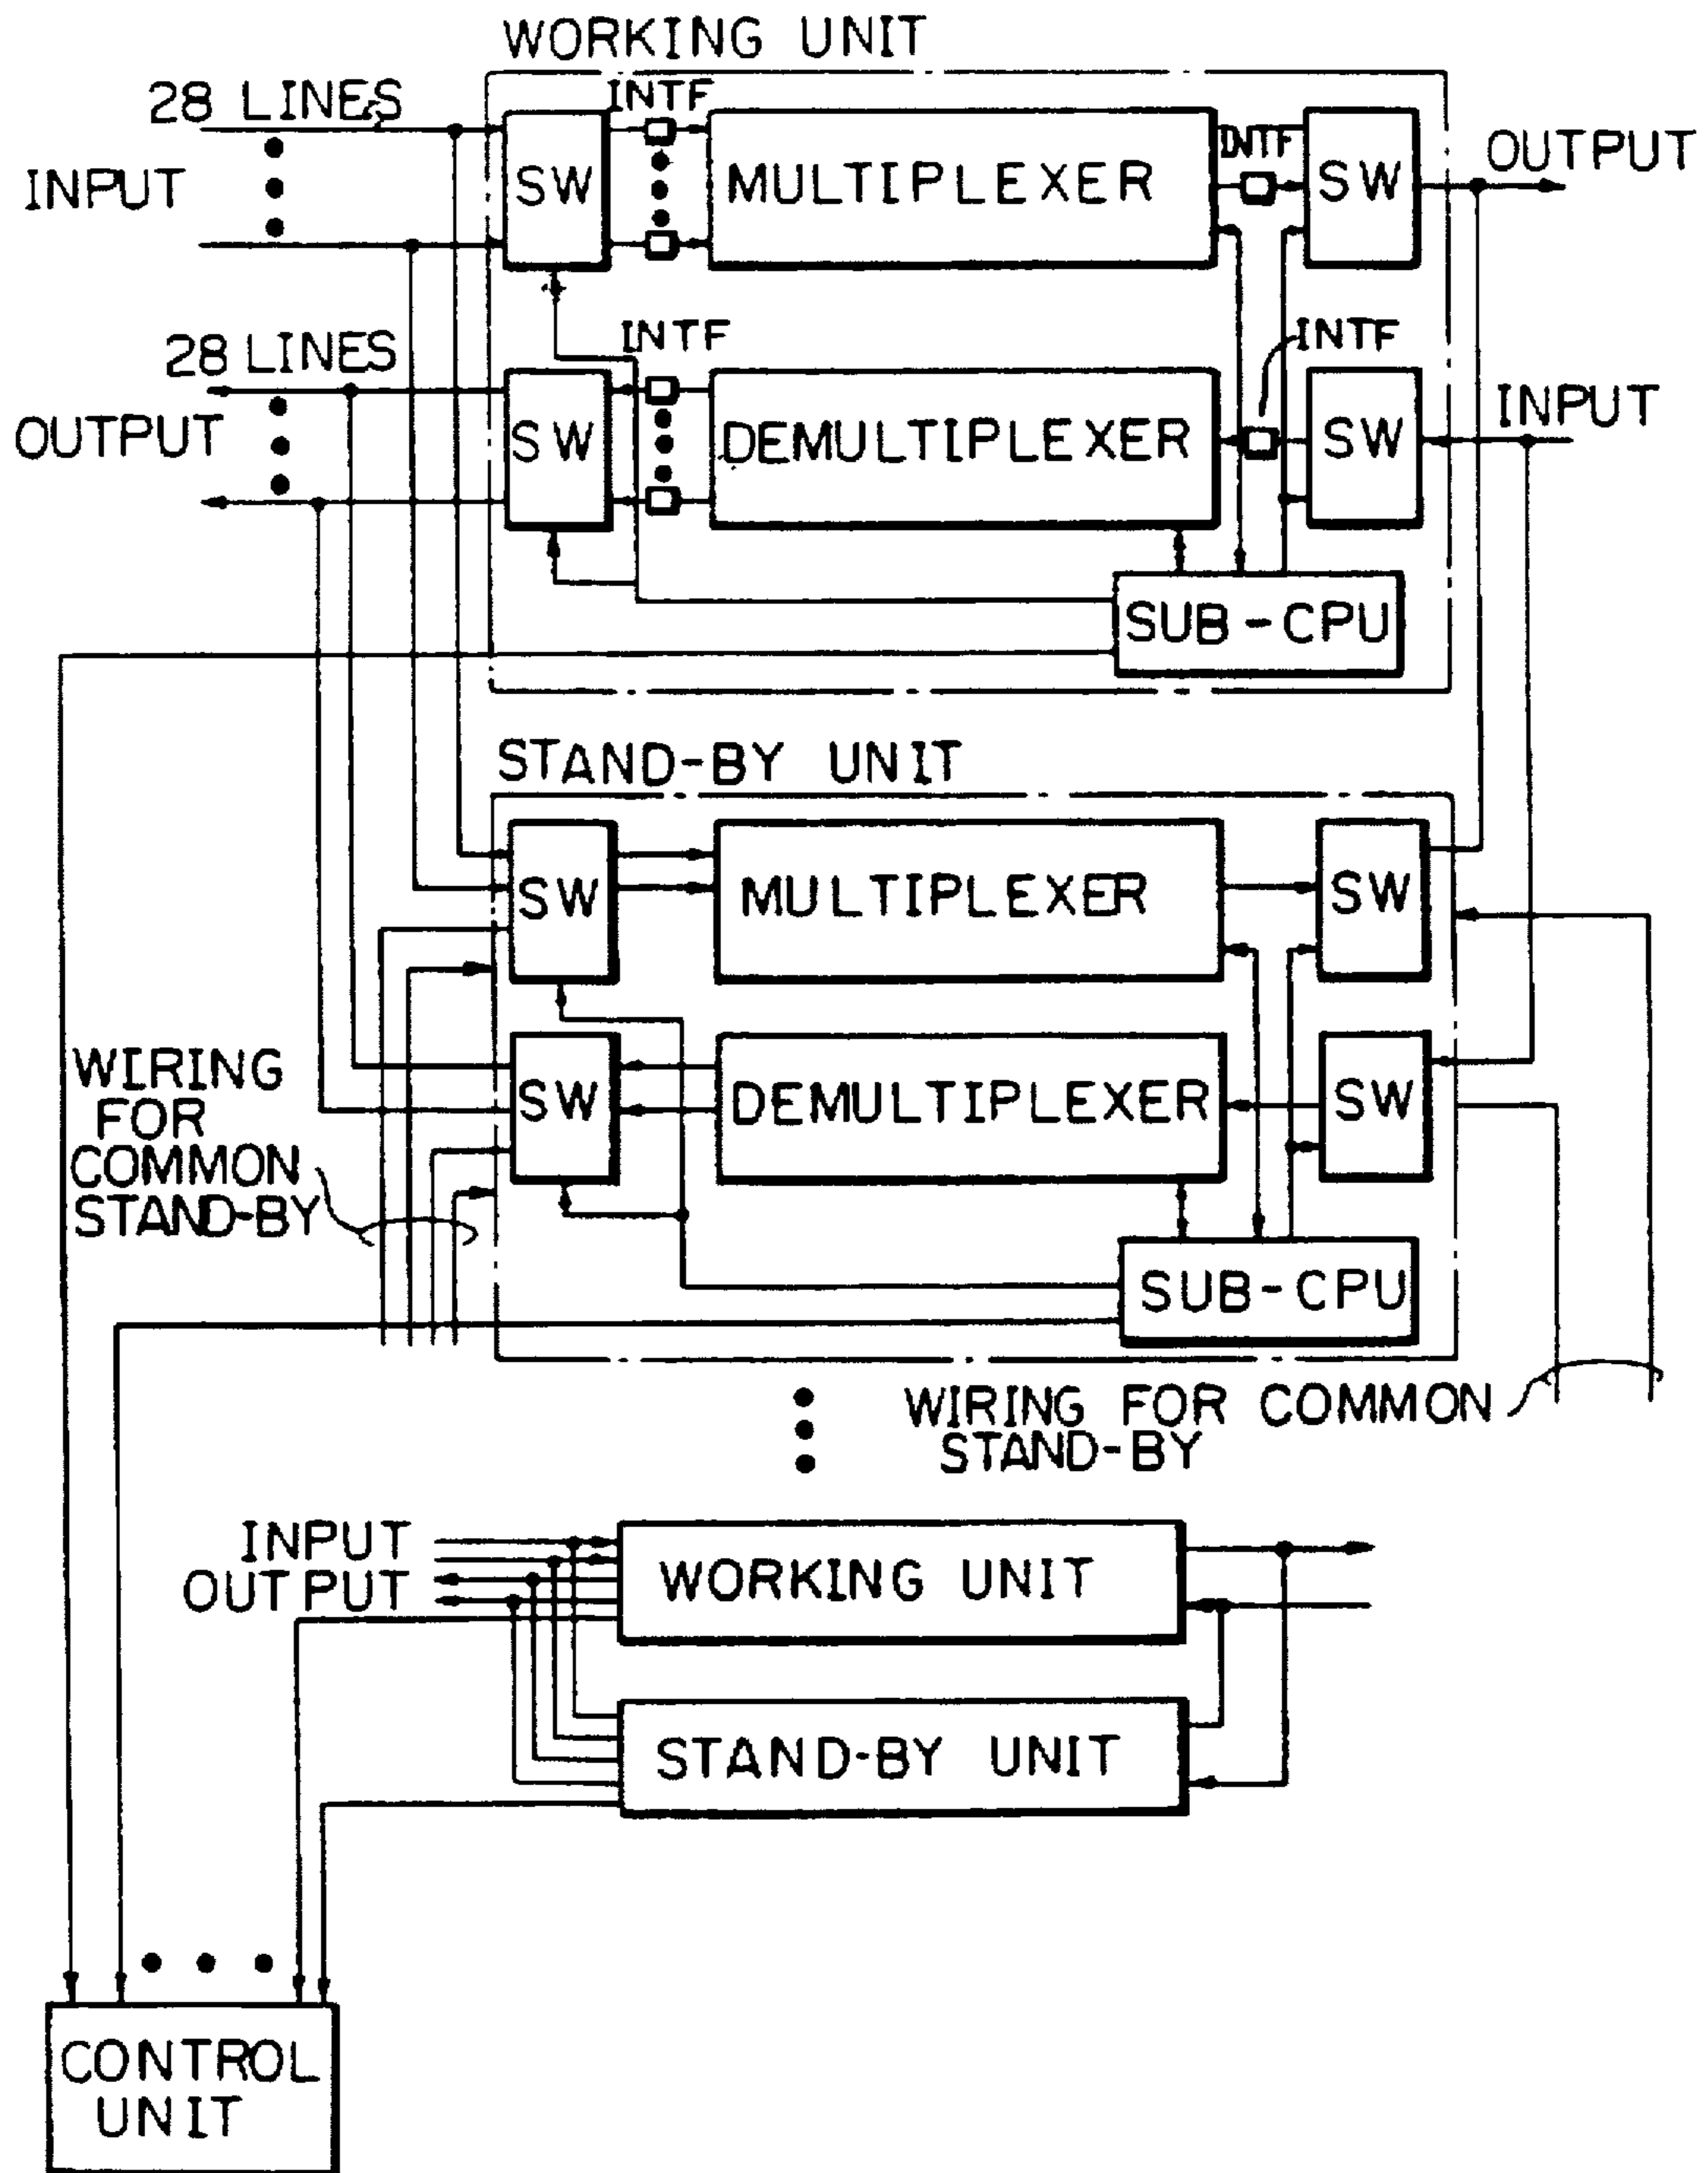 WORKING UNIT
28 LINES
INTF
INPUT
SW
MULTIPLEXER
INTF
SW
OUTPUT
28 LINES
INTF
INTF
OUTPUT
SW
DEMULTIPLEXER
SW
INPUT
SUB-CPU
STAND-BY UNIT
SW
MULTIPLEXER
SW
WIRING
FOR
COMMON
STAND-BY
SW
DEMULTIPLEXER
SW
SUB-CPU
WIRING FOR COMMON
STAND-BY
INPUT
OUTPUT
WORKING UNIT
STAND-BY UNIT
CONTROL
UNIT